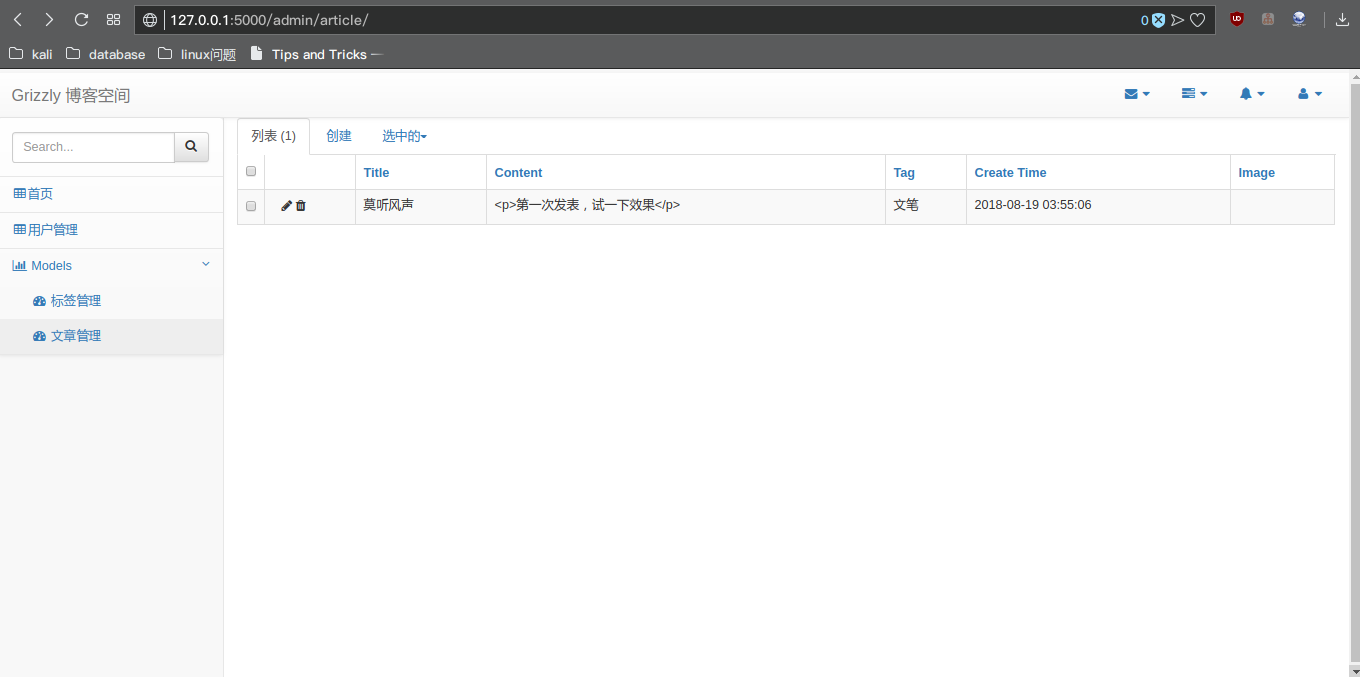 127.0.0.1:5000/admin/article/
0
kali database linux问题 Tips and Tricks —
Grizzly 博客空间
Search...
首页
用户管理
Models
标签管理
文章管理
列表 (1) 创建 选中的
Title Content Tag Create Time Image
莫听风声 <p>第一次发表，试一下效果</p> 文笔 2018-08-19 03:55:06